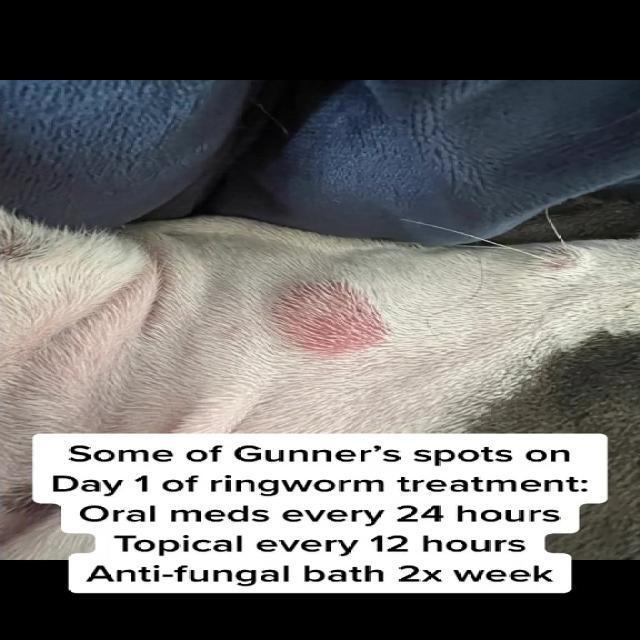 Some of Gunner's spots on
Day 1 of ringworm treatment:
Oral meds every 24 hours
Topical every 12 hours
Anti-fungal bath 2x week